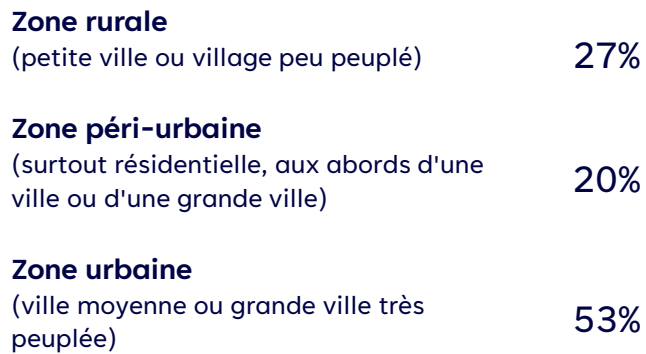 Zone rurale
(petite ville ou village peu peuplé)
27%
Zone péri-urbaine
(surtout résidentielle, aux abords d'une
ville ou d'une grande ville)
20%
Zone urbaine
(ville moyenne ou grande ville très
peuplée)
53%